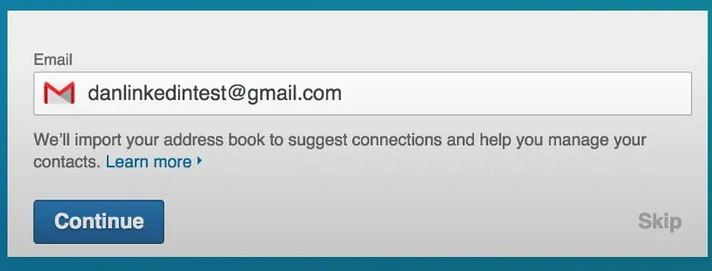 Email
danlinkedintest@gmail.com
We'll import your address book to suggest connections and help you manage your
contacts. Learn more
Continue
Skip